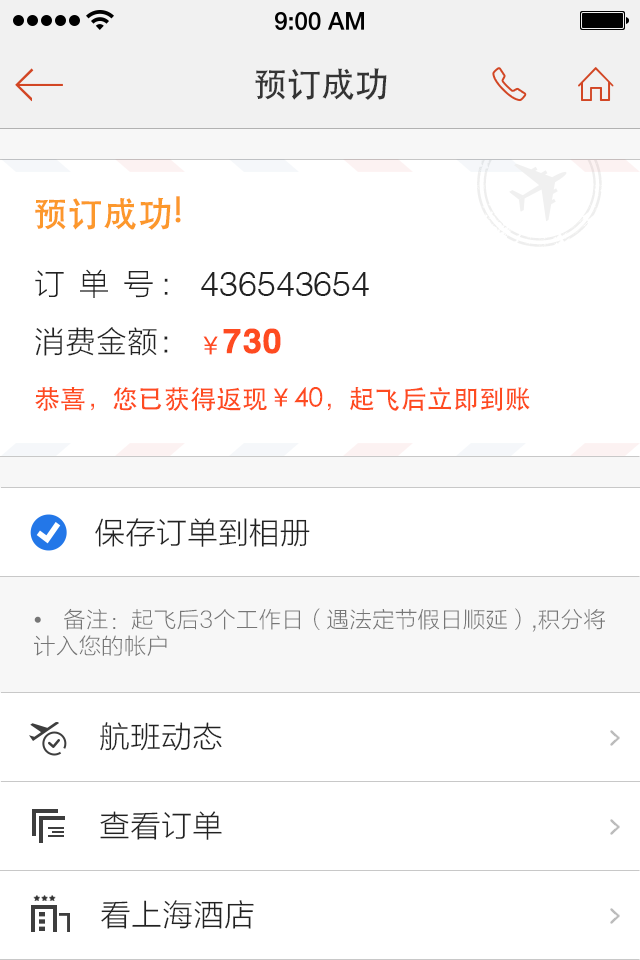 9:00 AM
预订成功
预订成功!
订单号: 436543654
消费金额: ¥730
恭喜，您已获得返现¥40，起飞后立即到账
保存订单到相册
• 备注：起飞后3个工作日（遇法定节假日顺延）,积分将
计入您的帐户
航班动态
查看订单
看上海酒店